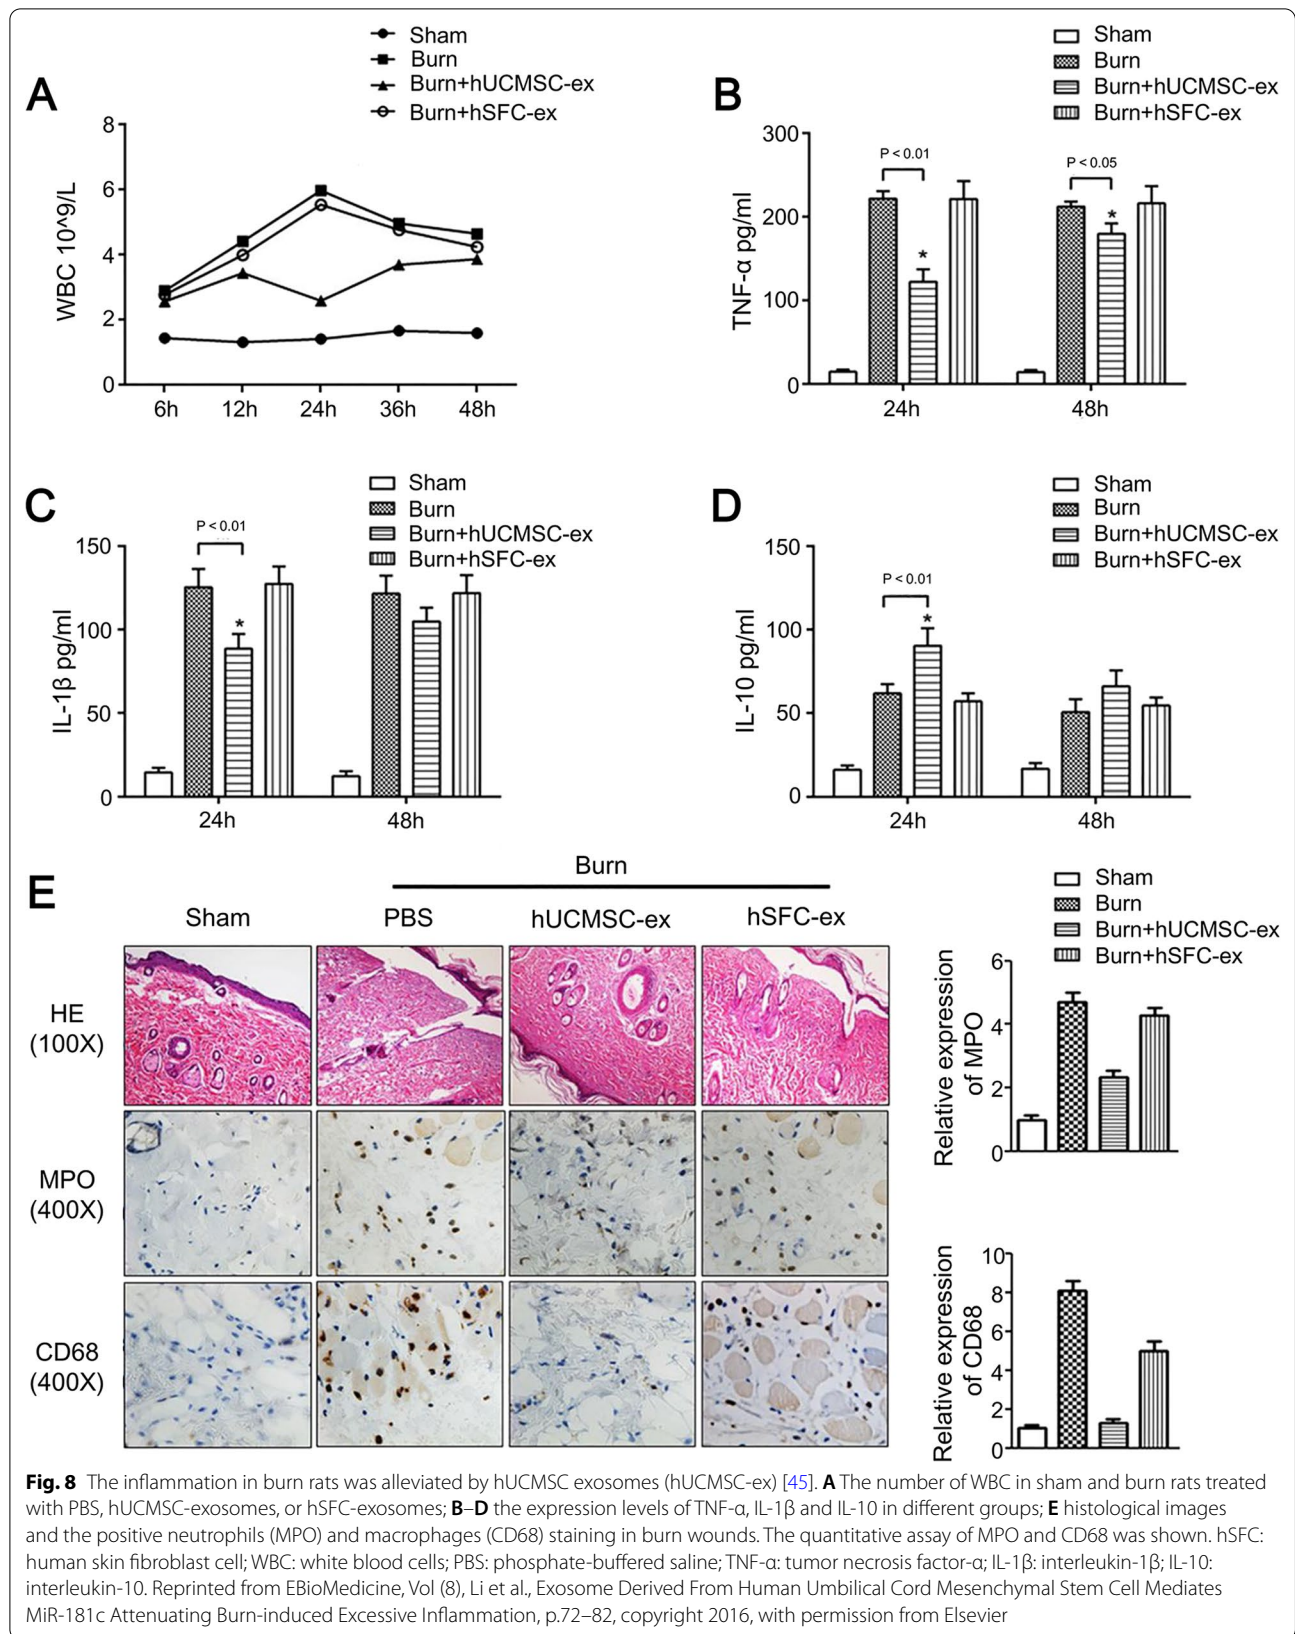 A
Sham
Burn
Burn+hUCMSC-ex
Burn+hSFC-ex
WBC 10^9/L
8
6
4
2
0
6h 12h 24h 36h 48h
B
Sham
Burn
Burn+hUCMSC-ex
Burn+hSFC-ex
TNF-α pg/ml
300
200
100
0
P < 0.01
*
P < 0.05
*
24h 48h
C
Sham
Burn
Burn+hUCMSC-ex
Burn+hSFC-ex
IL-1β pg/ml
150
100
50
0
P < 0.01
*
24h 48h
D
Sham
Burn
Burn+hUCMSC-ex
Burn+hSFC-ex
IL-10 pg/ml
150
100
50
0
P < 0.01
*
24h 48h
E
Burn
Sham PBS hUCMSC-ex hSFC-ex
HE
(100X)
MPO
(400X)
CD68
(400X)
Sham
Burn
Burn+hUCMSC-ex
Burn+hSFC-ex
Relative expression
of MPO
6
4
2
0
Relative expression
of CD68
10
8
6
4
2
0
Fig. 8 The inflammation in burn rats was alleviated by hUCMSC exosomes (hUCMSC-ex) [45]. A The number of WBC in sham and burn rats treated
with PBS, hUCMSC-exosomes, or hSFC-exosomes; B–D the expression levels of TNF-α, IL-1β and IL-10 in different groups; E histological images
and the positive neutrophils (MPO) and macrophages (CD68) staining in burn wounds. The quantitative assay of MPO and CD68 was shown. hSFC:
human skin fibroblast cell; WBC: white blood cells; PBS: phosphate-buffered saline; TNF-α: tumor necrosis factor-α; IL-1β: interleukin-1β; IL-10:
interleukin-10. Reprinted from EBioMedicine, Vol (8), Li et al., Exosome Derived From Human Umbilical Cord Mesenchymal Stem Cell Mediates
MiR-181c Attenuating Burn-induced Excessive Inflammation, p.72–82, copyright 2016, with permission from Elsevier